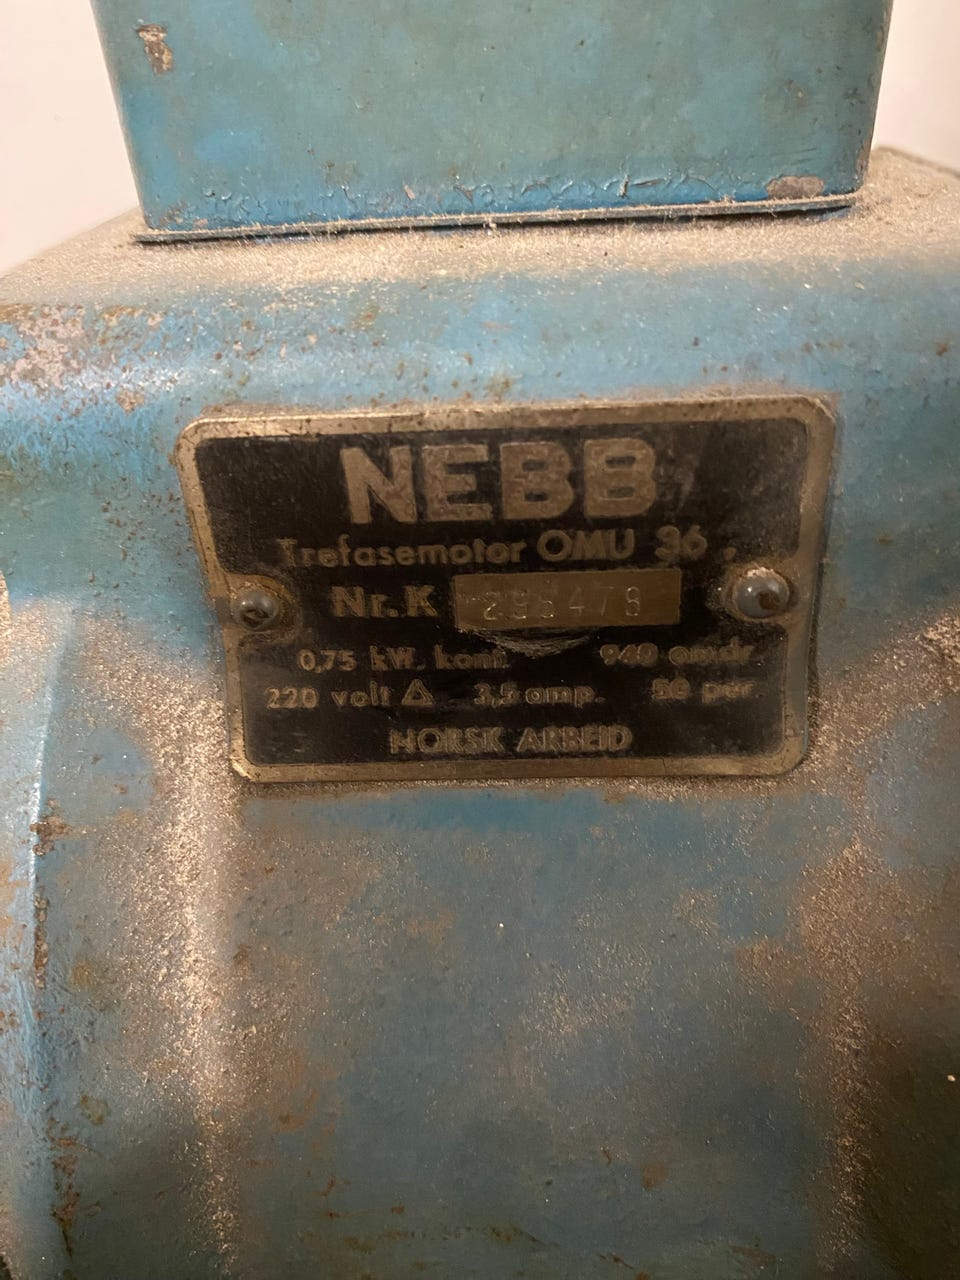 NEBB
Trefasemotor OMU 36
Nr. K
0,75 kW. kont. 940 omdr.
220 volt △ 3,5 amp. 50 per.
NORSK ARBEID